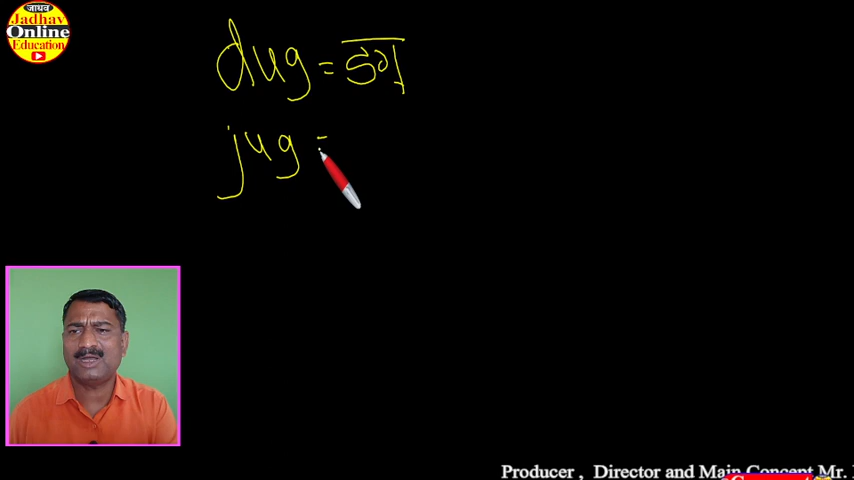 जाधव
Jadhav
Online
Education
dug = डग
jug =
Producer , Director and Main Concept Mr.